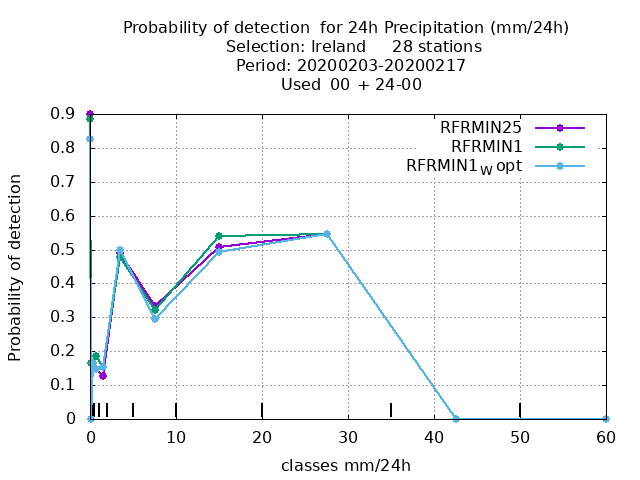 Probability of detection  for 24h Precipitation (mm/24h)
Selection: Ireland     28 stations
Period: 20200203-20200217
Used  00 + 24-00
RFRMIN25
RFRMIN1
RFRMIN1W opt
Probability of detection
0.9
0.8
0.7
0.6
0.5
0.4
0.3
0.2
0.1
0
0 10 20 30 40 50 60
classes mm/24h